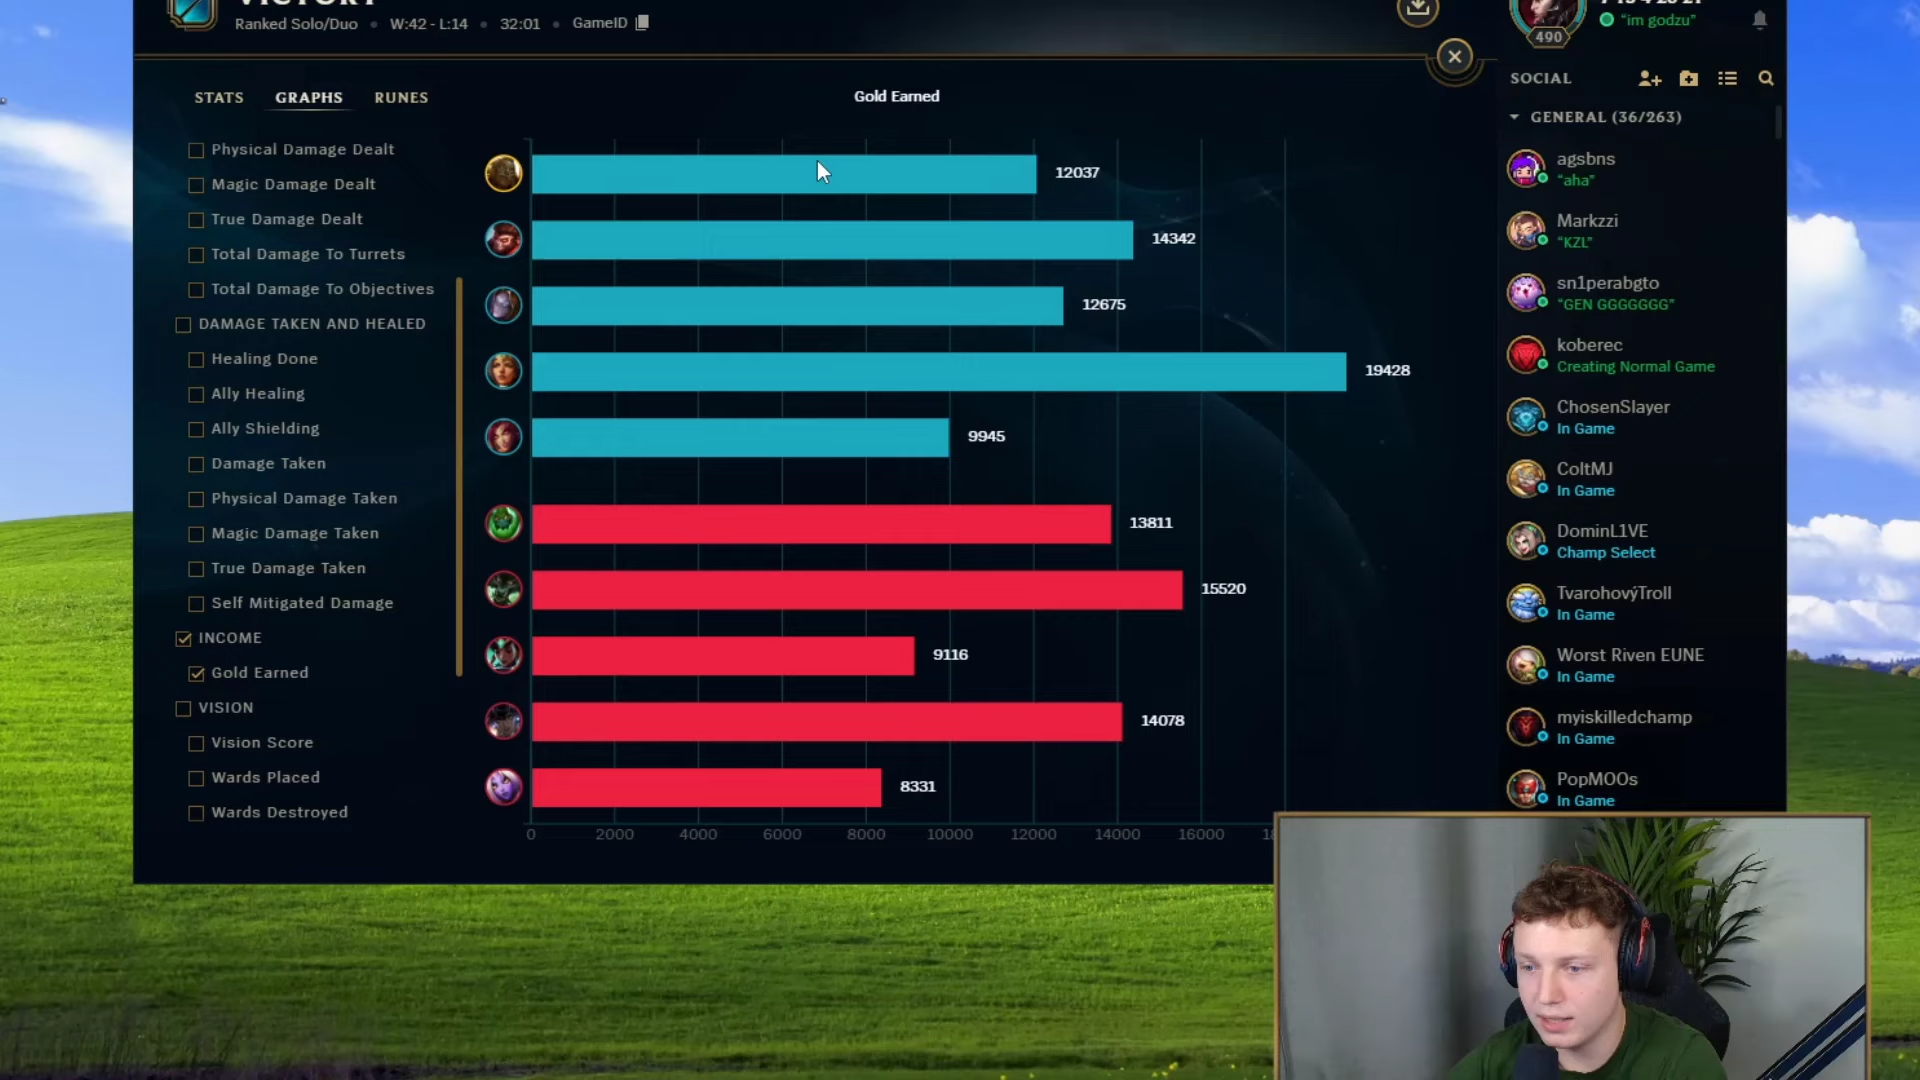 VICTORY
Ranked Solo/Duo • W:42 - L:14 • 32:01 • GameID
490
"im godzu"
STATS
GRAPHS
RUNES
Gold Earned
SOCIAL
GENERAL (36/263)
Physical Damage Dealt
Magic Damage Dealt
True Damage Dealt
Total Damage To Turrets
Total Damage To Objectives
DAMAGE TAKEN AND HEALED
Healing Done
Ally Healing
Ally Shielding
Damage Taken
Physical Damage Taken
Magic Damage Taken
True Damage Taken
Self Mitigated Damage
INCOME
Gold Earned
VISION
Vision Score
Wards Placed
Wards Destroyed
12037
14342
12675
19428
9945
13811
15520
9116
14078
8331
0 2000 4000 6000 8000 10000 12000 14000 16000
agsbns
"aha"
Markzzi
"KZL"
sn1perabgto
"GEN GGGGGGG"
koberec
Creating Normal Game
ChosenSlayer
In Game
ColtMJ
In Game
DominL1VE
Champ Select
TvarohovýTroll
In Game
Worst Riven EUNE
In Game
myiskilledchamp
In Game
PopMOOs
In Game